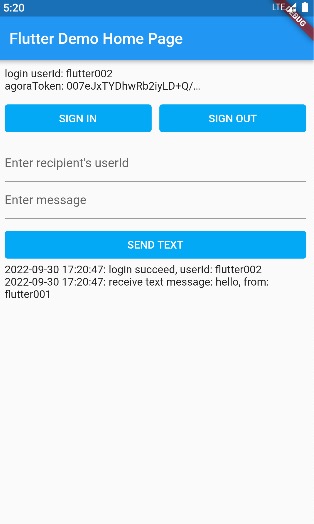 5:20
LTE
DEBUG
Flutter Demo Home Page
login userId: flutter002
agoraToken: 007eJxTYDhwRb2iyLD+Q/...
SIGN IN
SIGN OUT
Enter recipient's userId
Enter message
SEND TEXT
2022-09-30 17:20:47: login succeed, userId: flutter002
2022-09-30 17:20:47: receive text message: hello, from:
flutter001